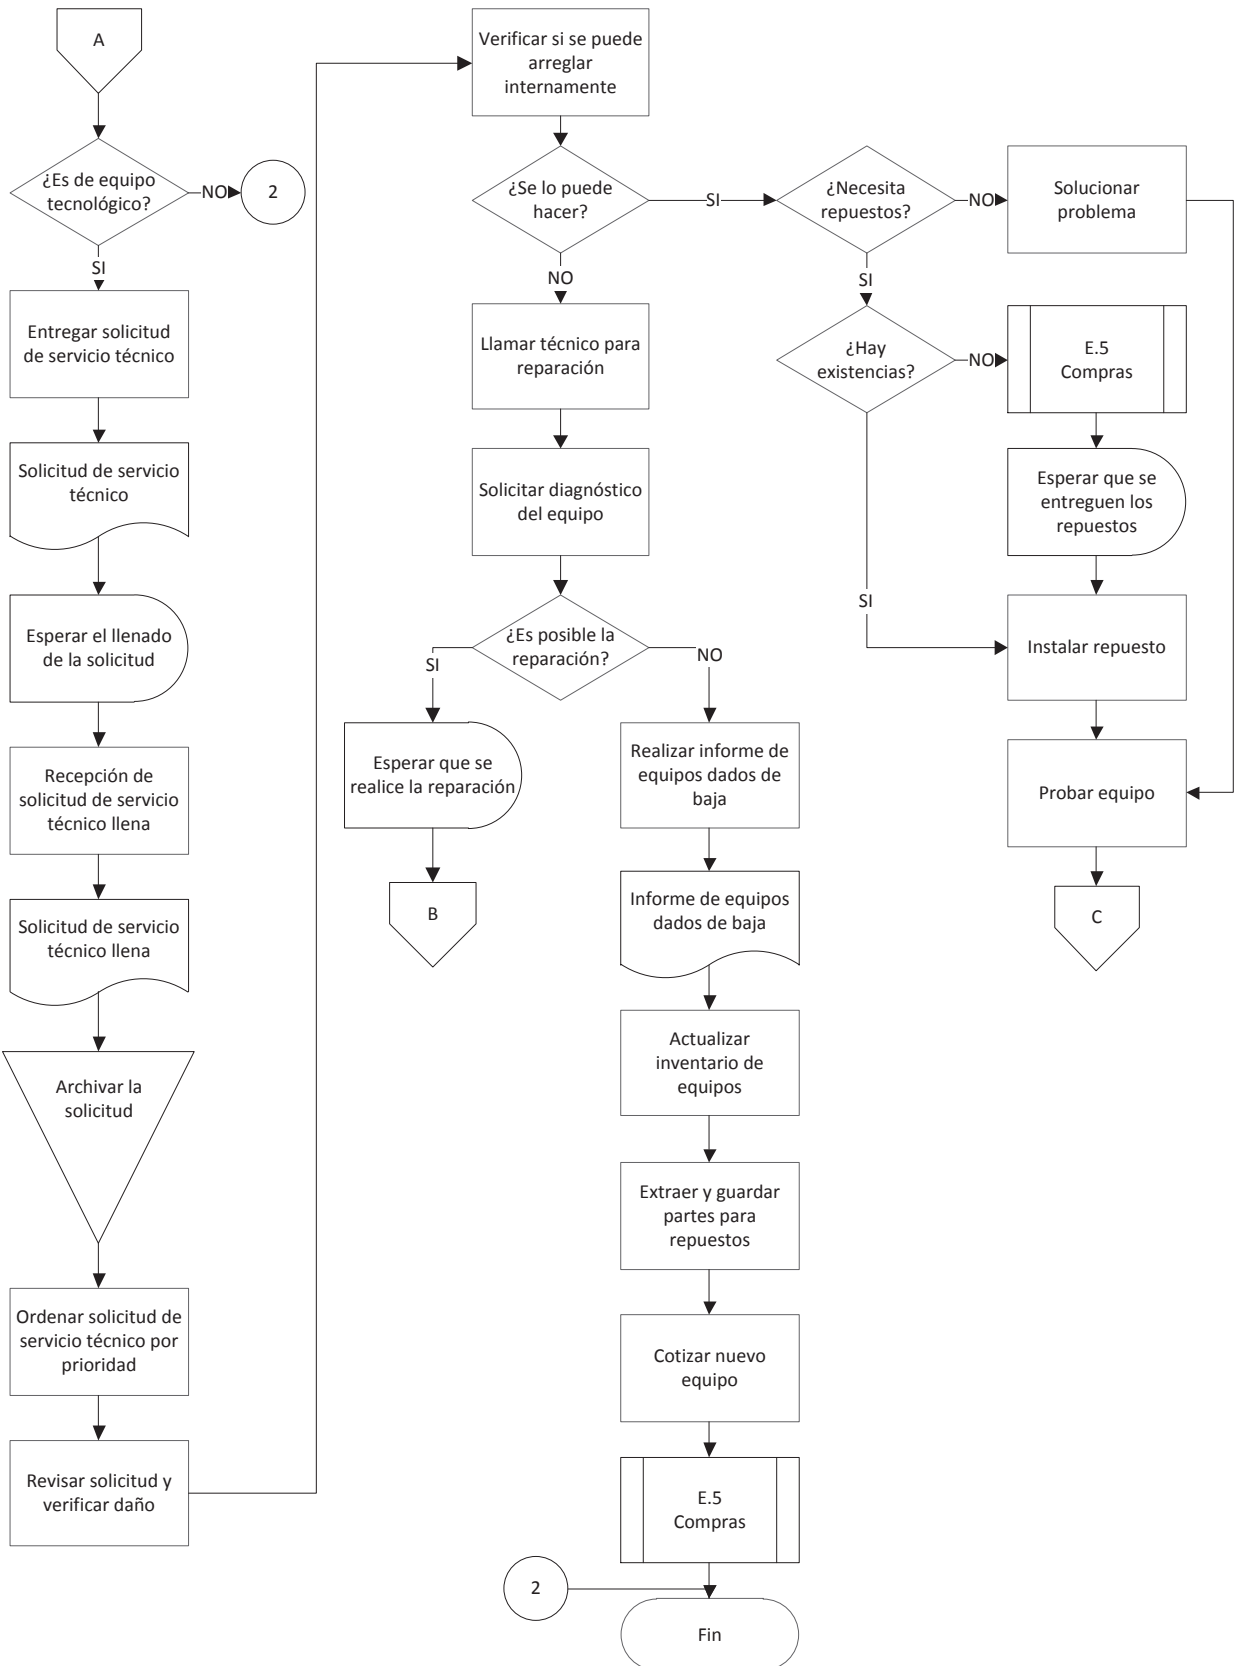 A
¿Es de equipo
tecnológico?
NO
2
SI
Entregar solicitud
de servicio técnico
Solicitud de servicio
técnico
Esperar el llenado
de la solicitud
Recepción de
solicitud de servicio
técnico llena
Solicitud de servicio
técnico llena
Archivar la
solicitud
Ordenar solicitud de
servicio técnico por
prioridad
Revisar solicitud y
verificar daño
Verificar si se puede
arreglar
internamente
¿Se lo puede
hacer?
SI
NO
Llamar técnico para
reparación
Solicitar diagnóstico
del equipo
¿Es posible la
reparación?
SI
NO
Esperar que se
realice la reparación
B
Realizar informe de
equipos dados de
baja
Informe de equipos
dados de baja
Actualizar
inventario de
equipos
Extraer y guardar
partes para
repuestos
Cotizar nuevo
equipo
E.5
Compras
2
Fin
¿Necesita
repuestos?
NO
Solucionar
problema
SI
¿Hay
existencias?
NO
E.5
Compras
Esperar que se
entreguen los
repuestos
SI
Instalar repuesto
Probar equipo
C